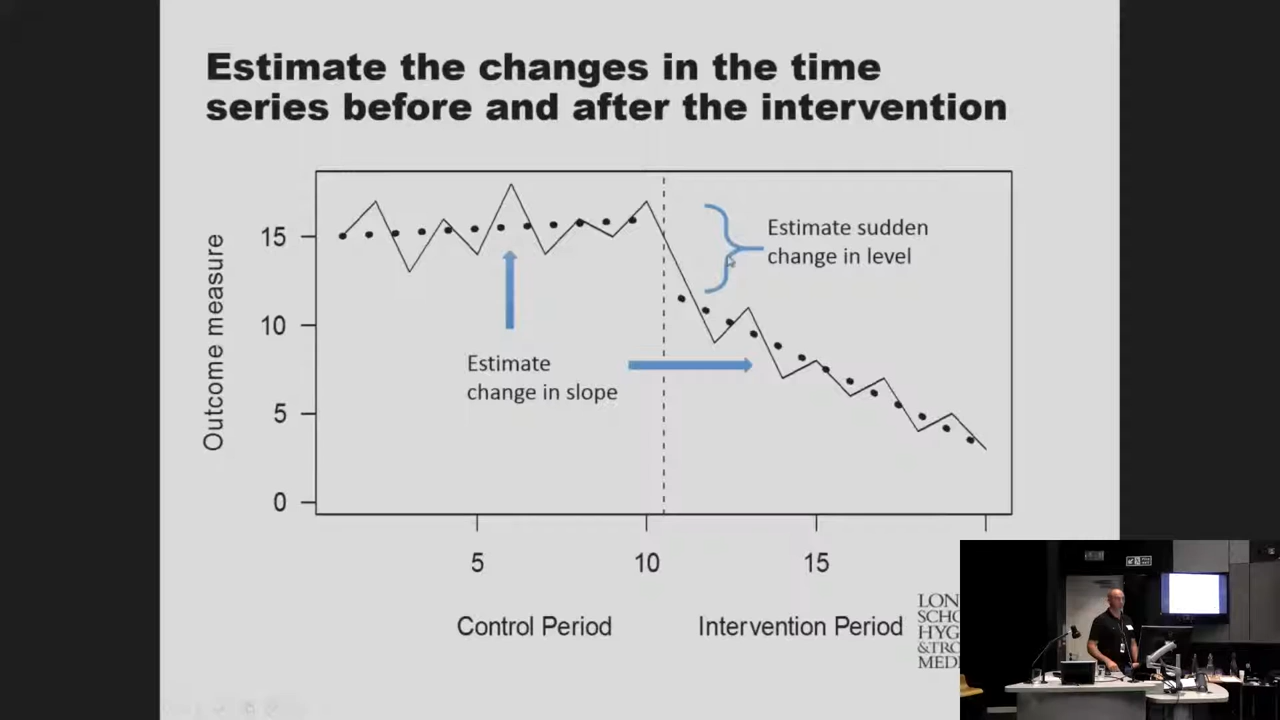 Estimate the changes in the time
series before and after the intervention
Outcome measure
15
10
5
0
Estimate sudden
change in level
Estimate
change in slope
5
10
15
Control Period
Intervention Period
LON
SCHO
HYG
&TRO
MEDI